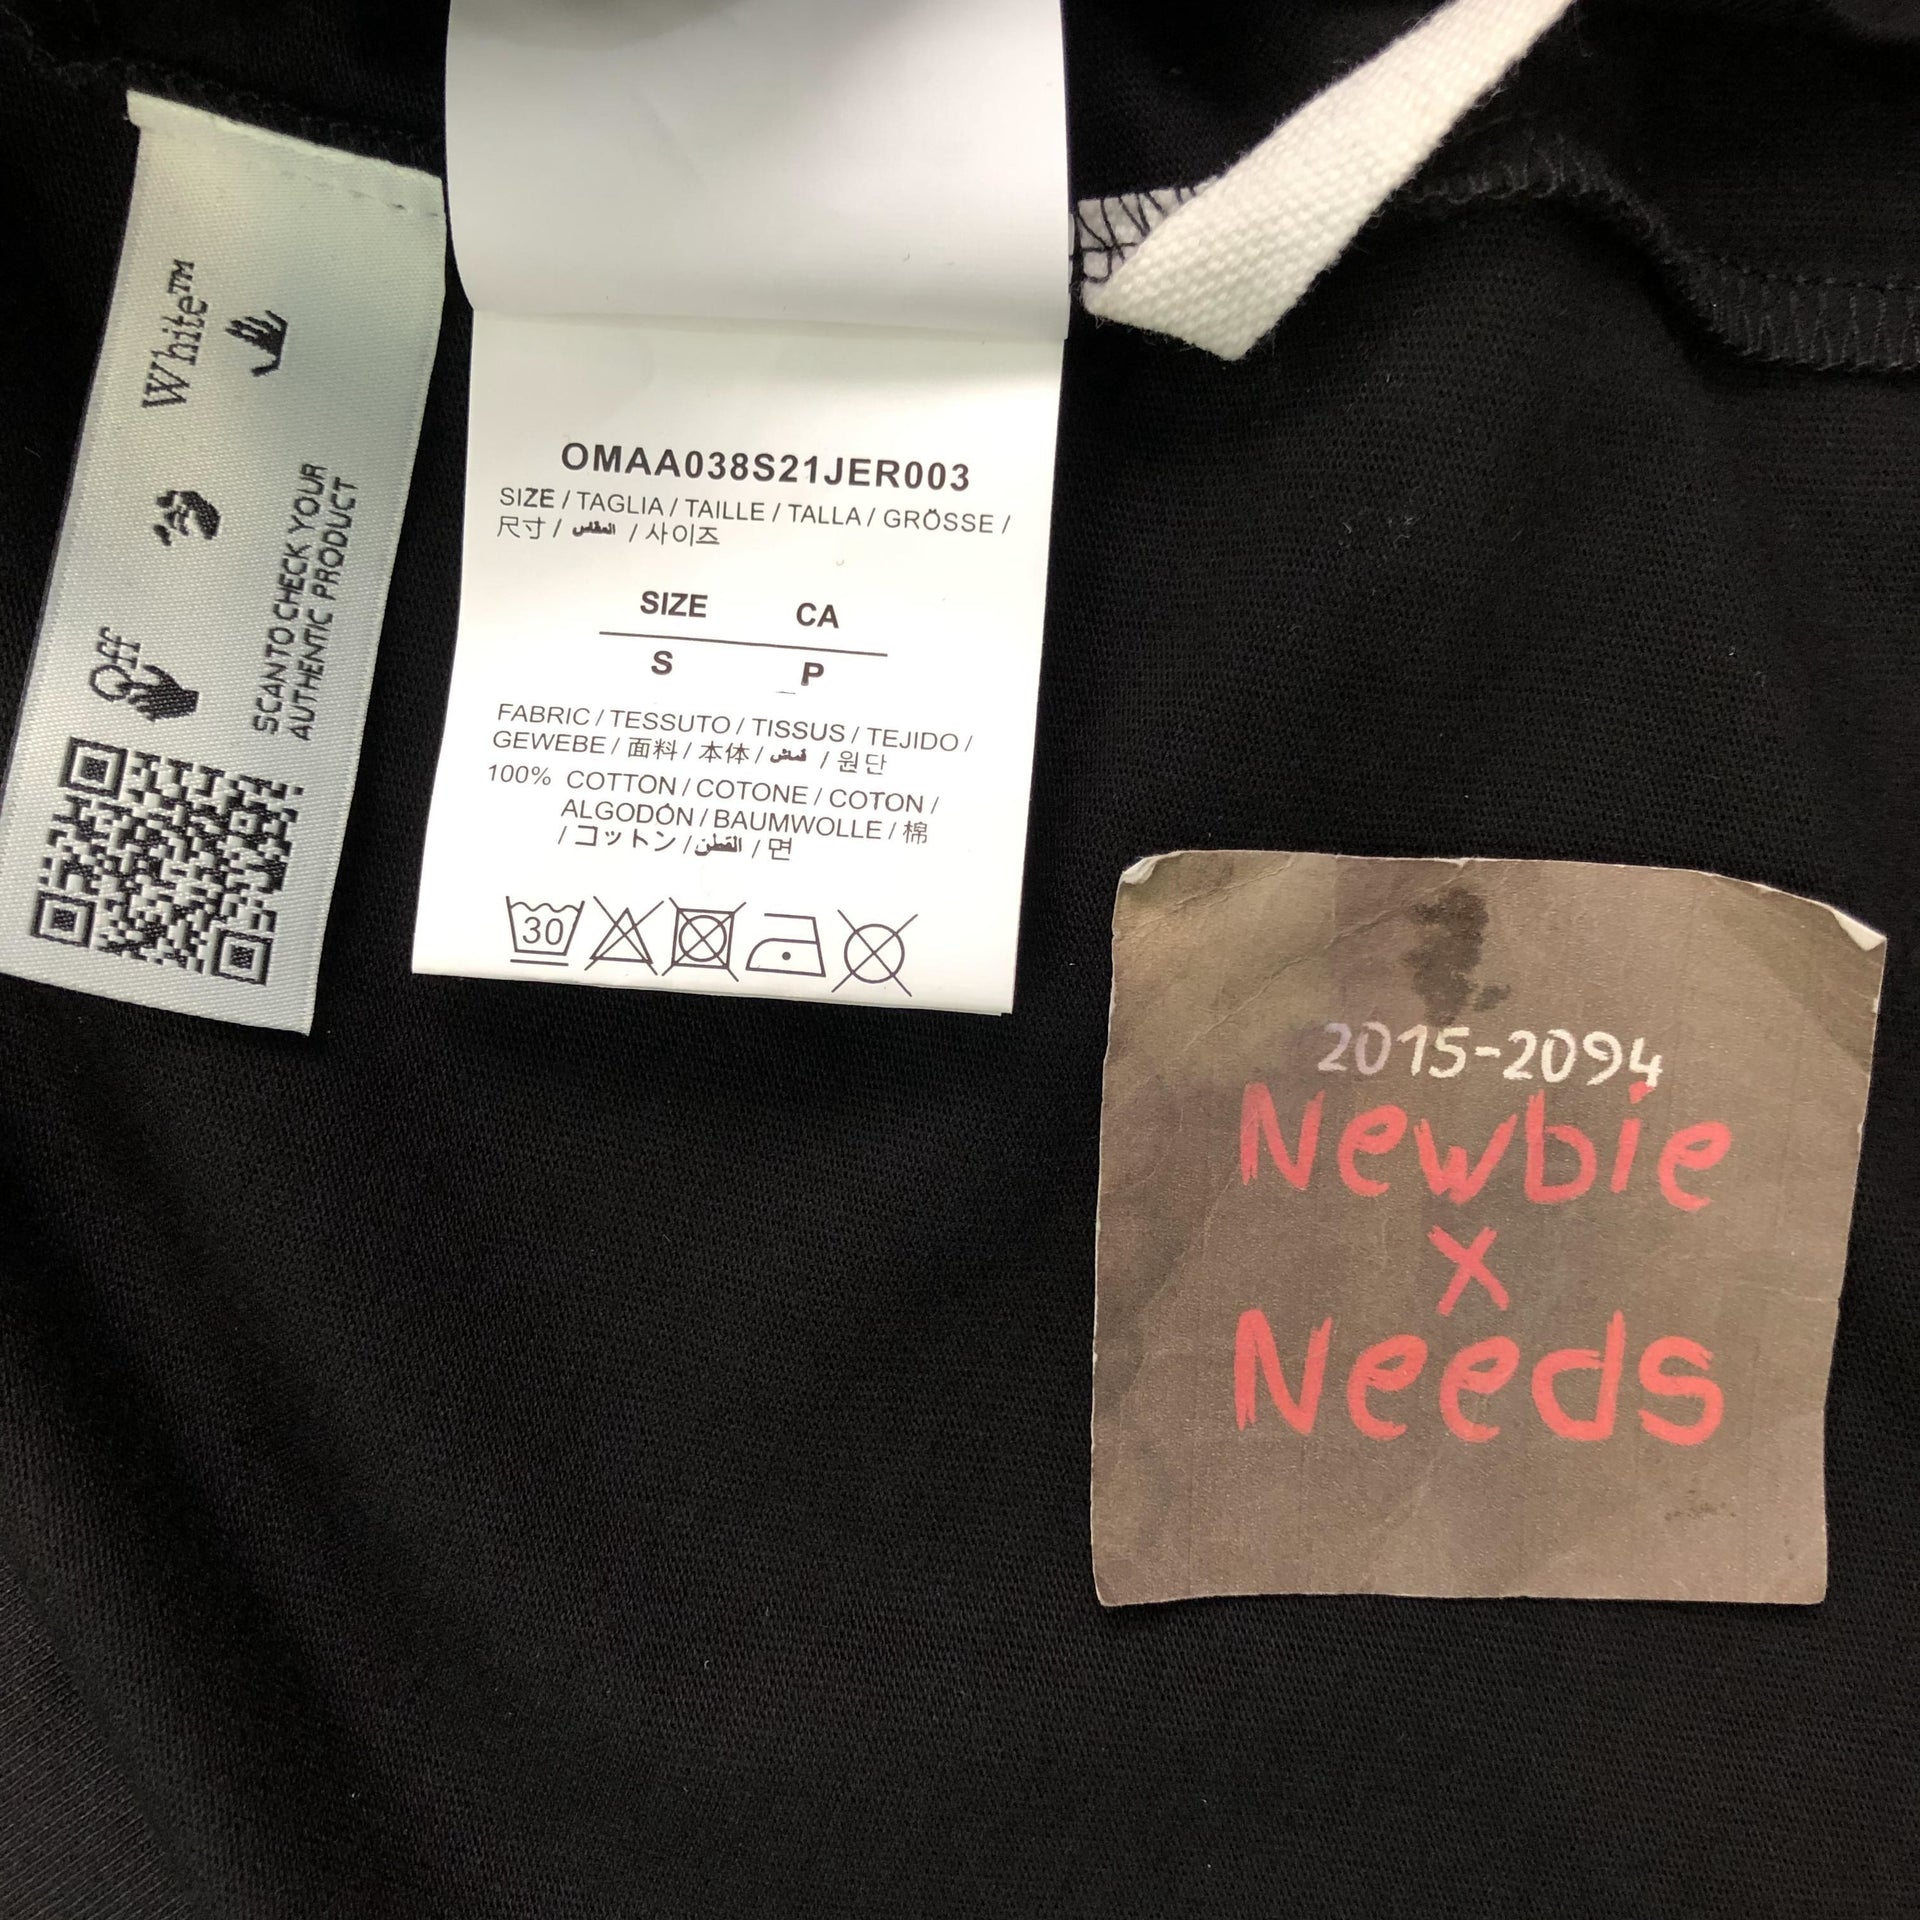 Off White™
SCAN TO CHECK YOUR
AUTHENTIC PRODUCT
OMAA038S21JER003
SIZE / TAGLIA / TAILLE / TALLA / GRÖSSE /
尺寸 / المقاس / 사이즈
SIZE CA
S P
FABRIC / TESSUTO / TISSUS / TEJIDO /
GEWEBE / 面料 / 本体 / قماش / 원단
100% COTTON / COTONE / COTON /
ALGODÓN / BAUMWOLLE / 棉
/ コットン / القطن / 면
30
2015-2094
Newbie
x
Needs